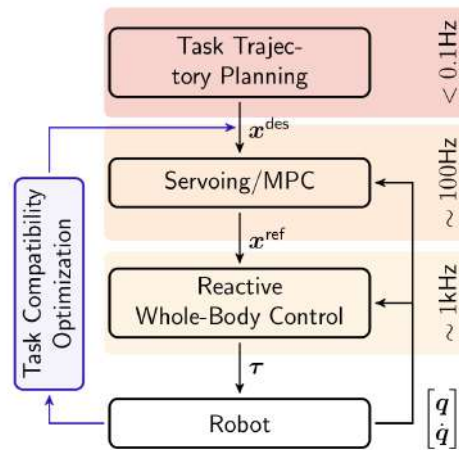 Task Trajec-
tory Planning
< 0.1Hz
x^des
Servoing/MPC
~ 100Hz
x^ref
Reactive
Whole-Body Control
~ 1kHz
τ
Robot
[q
q̇]
Task Compatibility
Optimization